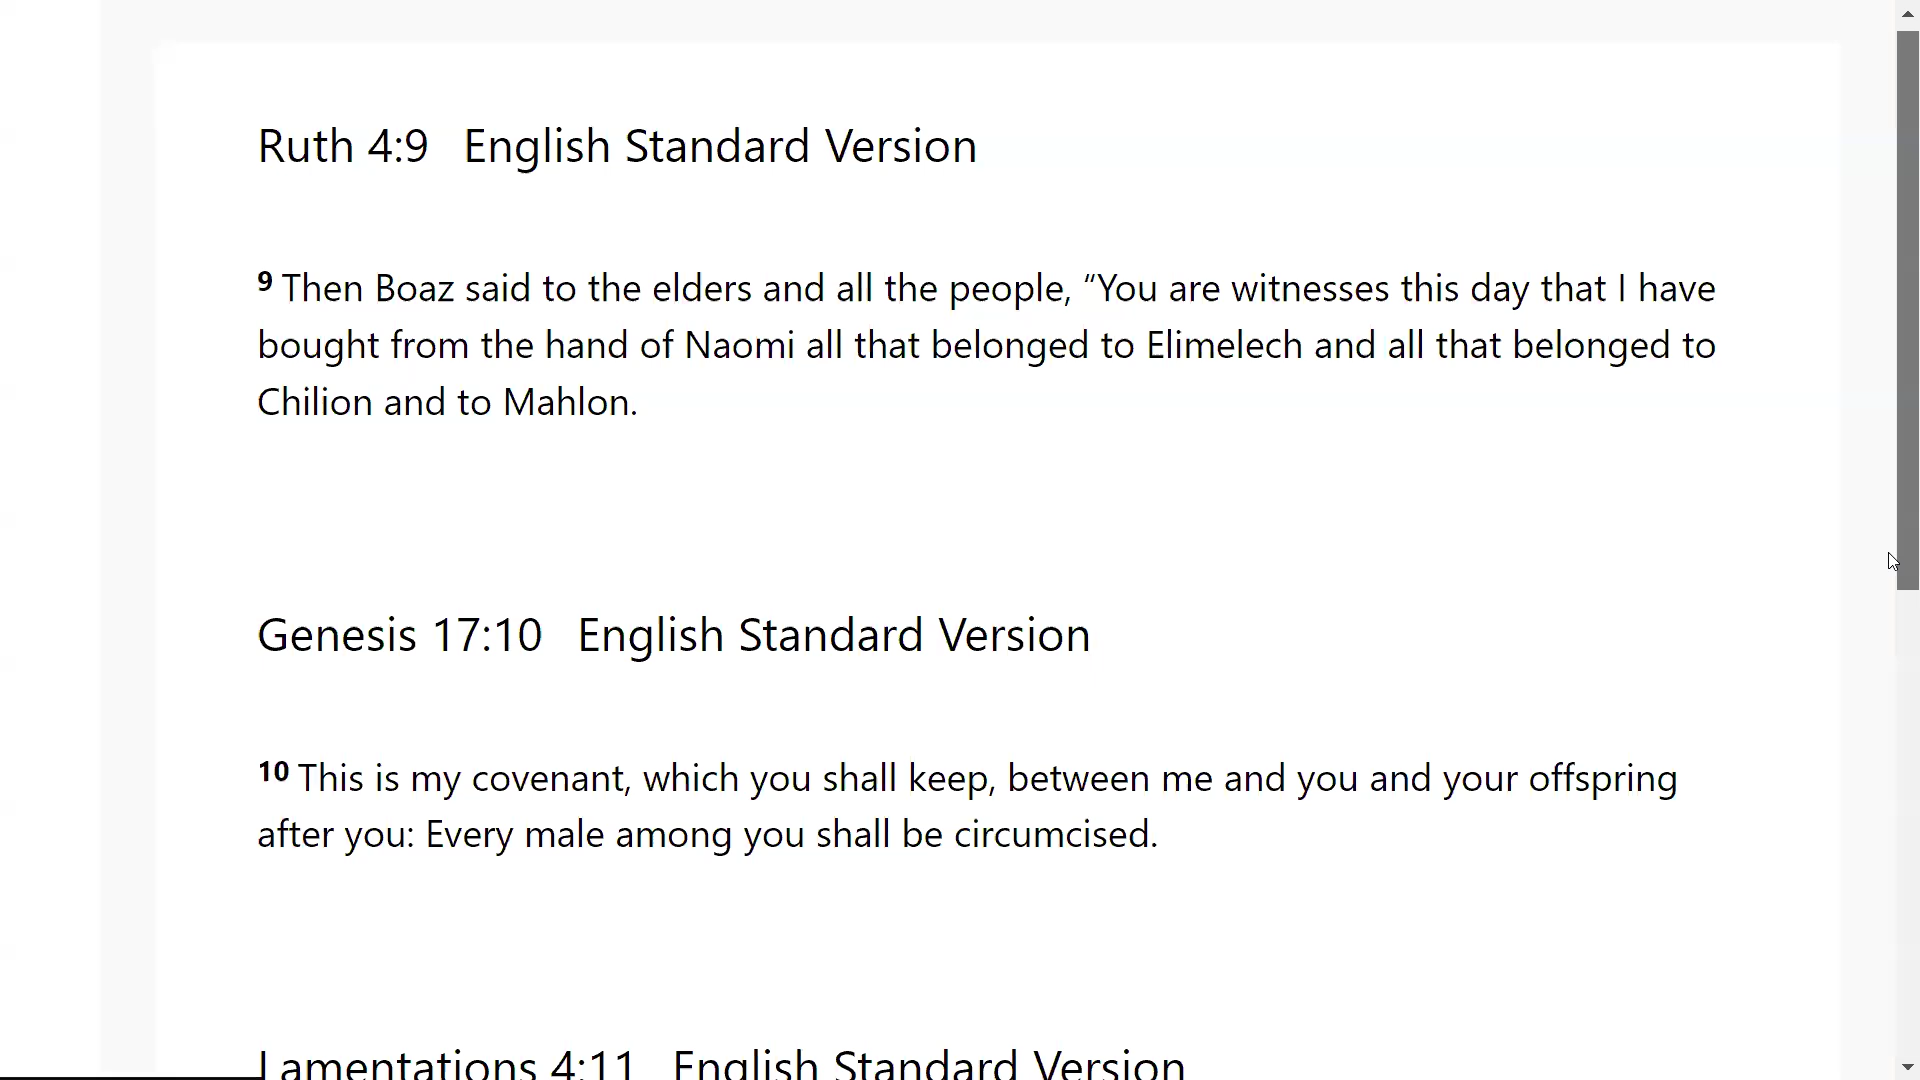 Ruth 4:9 English Standard Version
9 Then Boaz said to the elders and all the people, “You are witnesses this day that I have
bought from the hand of Naomi all that belonged to Elimelech and all that belonged to
Chilion and to Mahlon.
Genesis 17:10 English Standard Version
10 This is my covenant, which you shall keep, between me and you and your offspring
after you: Every male among you shall be circumcised.
Lamentations 4:11 English Standard Version